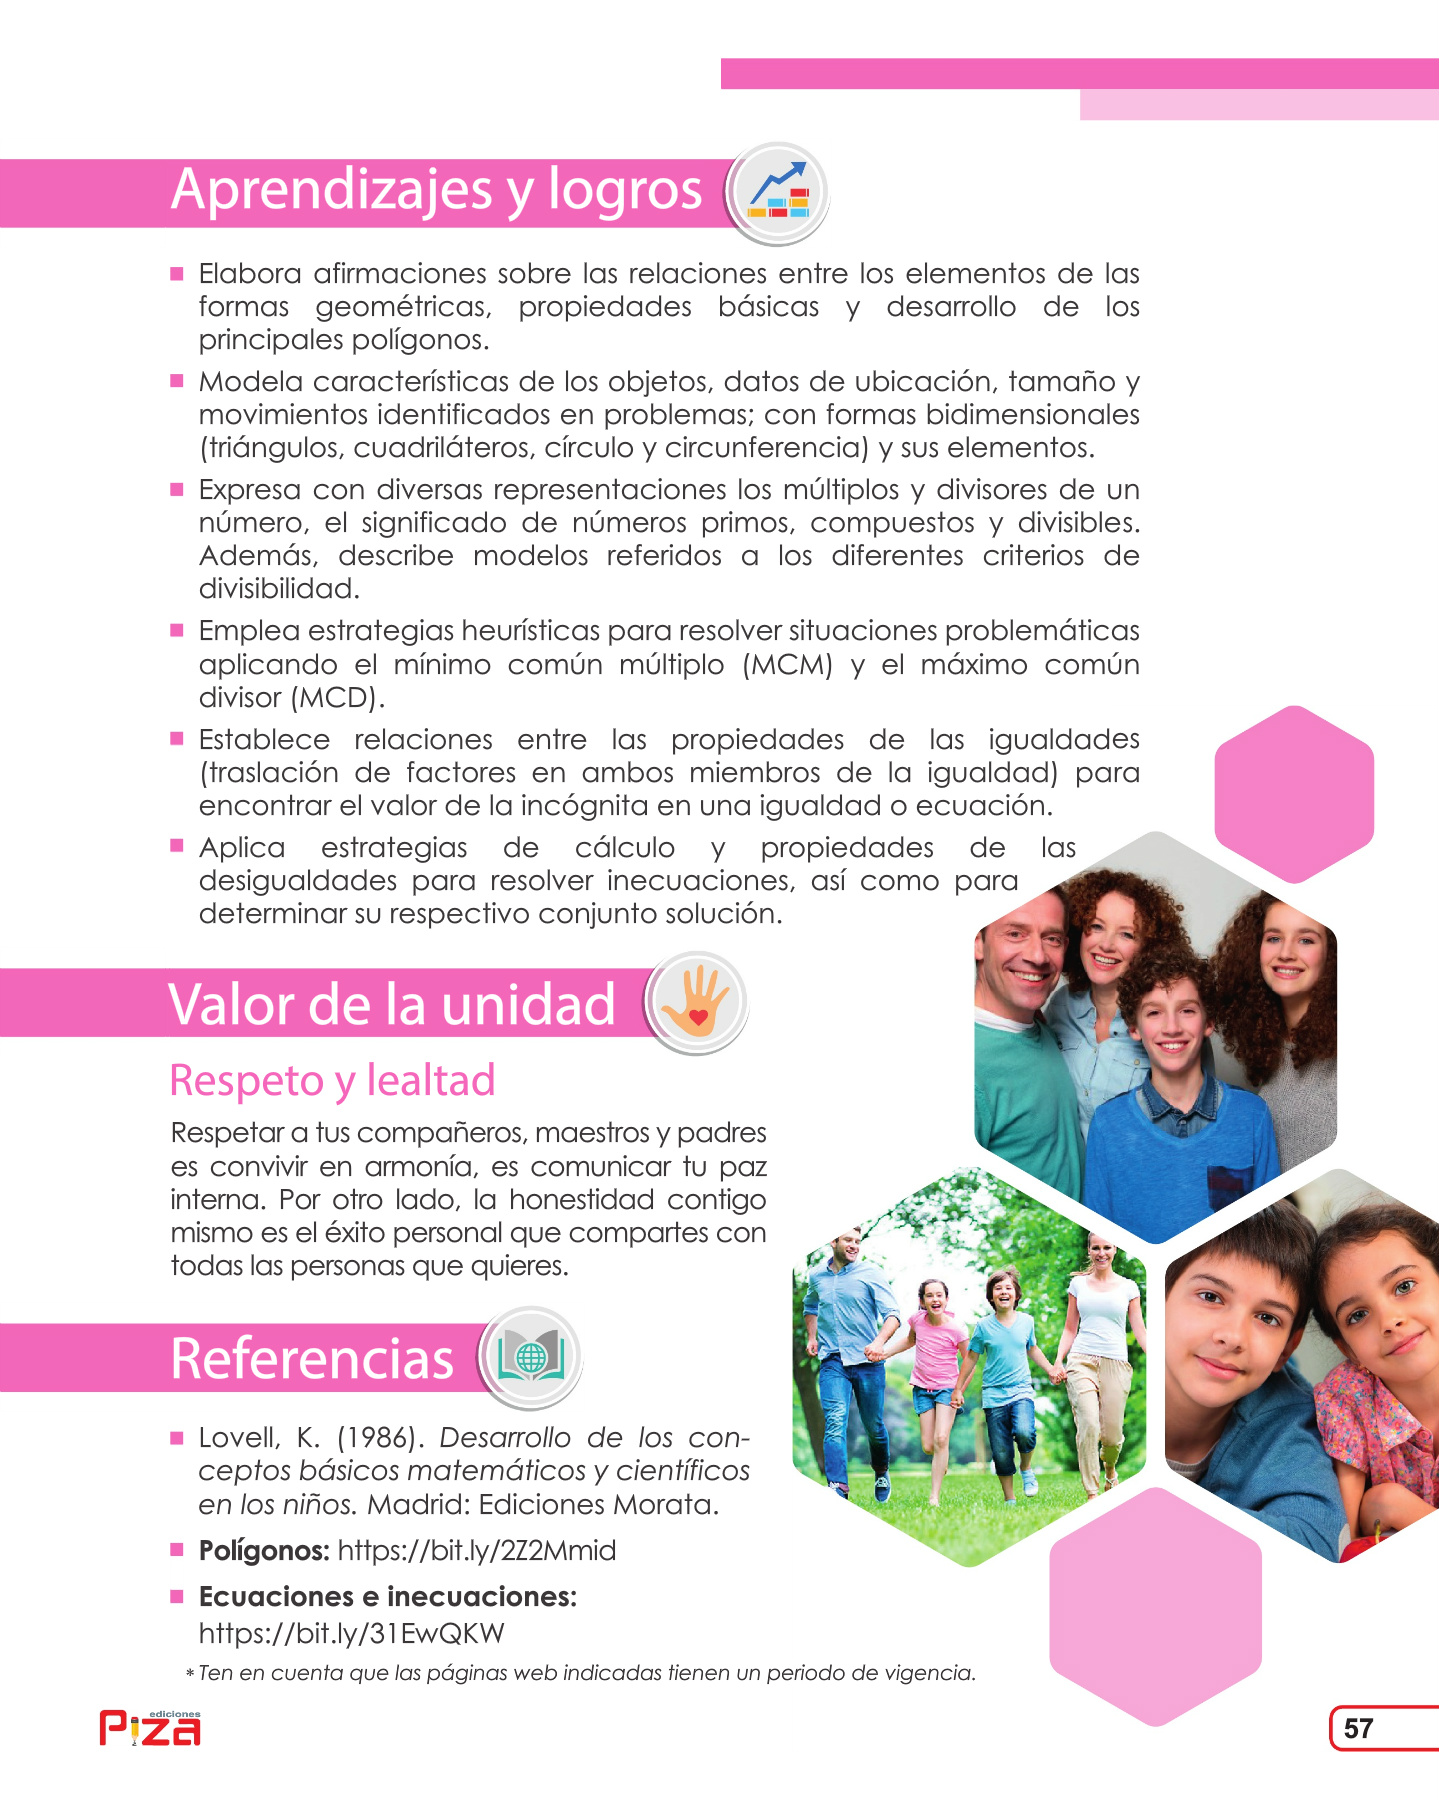 Aprendizajes y logros
Elabora afirmaciones sobre las relaciones entre los elementos de las
formas geométricas, propiedades básicas y desarrollo de los
principales polígonos.
Modela características de los objetos, datos de ubicación, tamaño y
movimientos identificados en problemas; con formas bidimensionales
(triángulos, cuadriláteros, círculo y circunferencia) y sus elementos.
Expresa con diversas representaciones los múltiplos y divisores de un
número, el significado de números primos, compuestos y divisibles.
Además, describe modelos referidos a los diferentes criterios de
divisibilidad.
Emplea estrategias heurísticas para resolver situaciones problemáticas
aplicando el mínimo común múltiplo (MCM) y el máximo común
divisor (MCD).
Establece relaciones entre las propiedades de las igualdades
(traslación de factores en ambos miembros de la igualdad) para
encontrar el valor de la incógnita en una igualdad o ecuación.
Aplica estrategias de cálculo y propiedades de las
desigualdades para resolver inecuaciones, así como para
determinar su respectivo conjunto solución.
Valor de la unidad
Respeto y lealtad
Respetar a tus compañeros, maestros y padres
es convivir en armonía, es comunicar tu paz
interna. Por otro lado, la honestidad contigo
mismo es el éxito personal que compartes con
todas las personas que quieres.
Referencias
Lovell, K. (1986). Desarrollo de los con-
ceptos básicos matemáticos y científicos
en los niños. Madrid: Ediciones Morata.
Polígonos: https://bit.ly/2Z2Mmid
Ecuaciones e inecuaciones:
https://bit.ly/31EwQKW
* Ten en cuenta que las páginas web indicadas tienen un periodo de vigencia.
ediciones
Piza
57